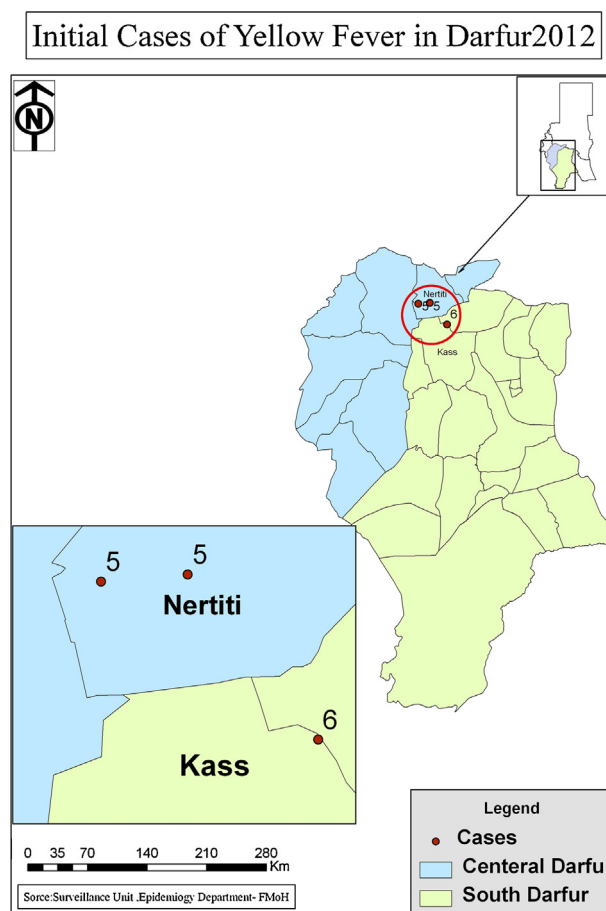 Initial Cases of Yellow Fever in Darfur2012
N
Nertiti
5 5
6
Kass
5
5
Nertiti
6
Kass
0 35 70 140 210 280
Km
Sorce:Surveillance Unit .Epidemiogy Department- FMoH
Legend
Cases
Centeral Darfu
South Darfur